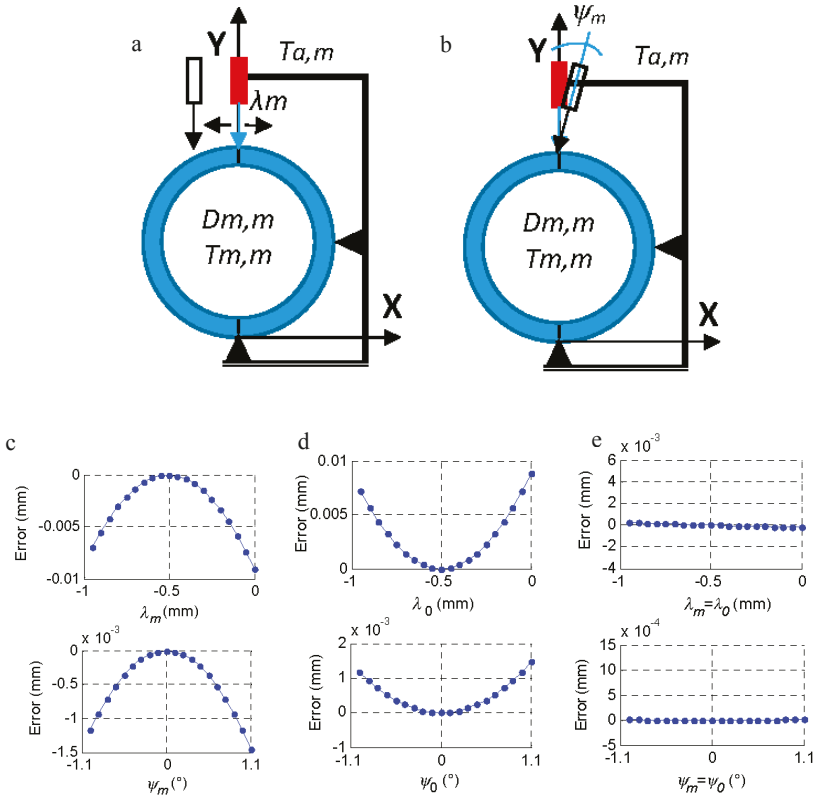 a
Y
Ta,m
λm
Dm,m
Tm,m
X
b
ψm
Y
Ta,m
Dm,m
Tm,m
X
c
0
-0.005
-0.01
Error (mm)
-1 -0.5 0
λm (mm)
d
0.01
0.005
0
Error (mm)
-1 -0.5 0
λ0 (mm)
e
x 10-3
6
4
2
0
-2
-4
Error (mm)
-1 -0.5 0
λm=λ0 (mm)
x 10-3
0
-0.5
-1
-1.5
Error (mm)
-1.1 0 1.1
ψm (°)
x 10-3
2
1
0
-1
Error (mm)
-1.1 0 1.1
ψ0 (°)
x 10-4
15
10
5
0
-5
Error (mm)
-1.1 0 1.1
ψm=ψ0 (°)